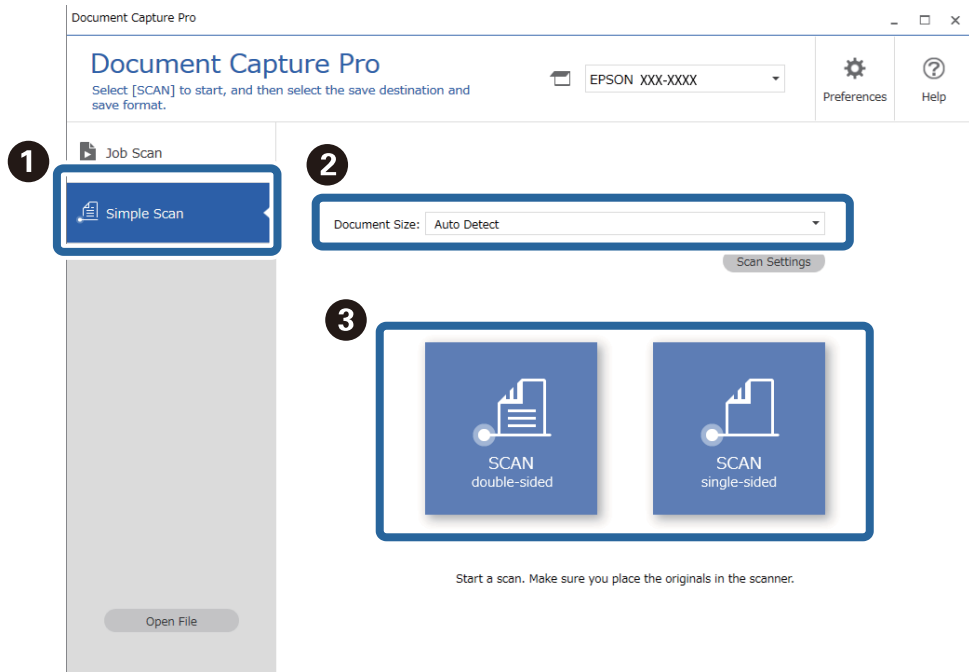 Document Capture Pro
Document Capture Pro
Select [SCAN] to start, and then select the save destination and
save format.
EPSON XXX-XXXX
Preferences
Help
1
Job Scan
Simple Scan
2
Document Size: Auto Detect
Scan Settings
3
SCAN
double-sided
SCAN
single-sided
Start a scan. Make sure you place the originals in the scanner.
Open File